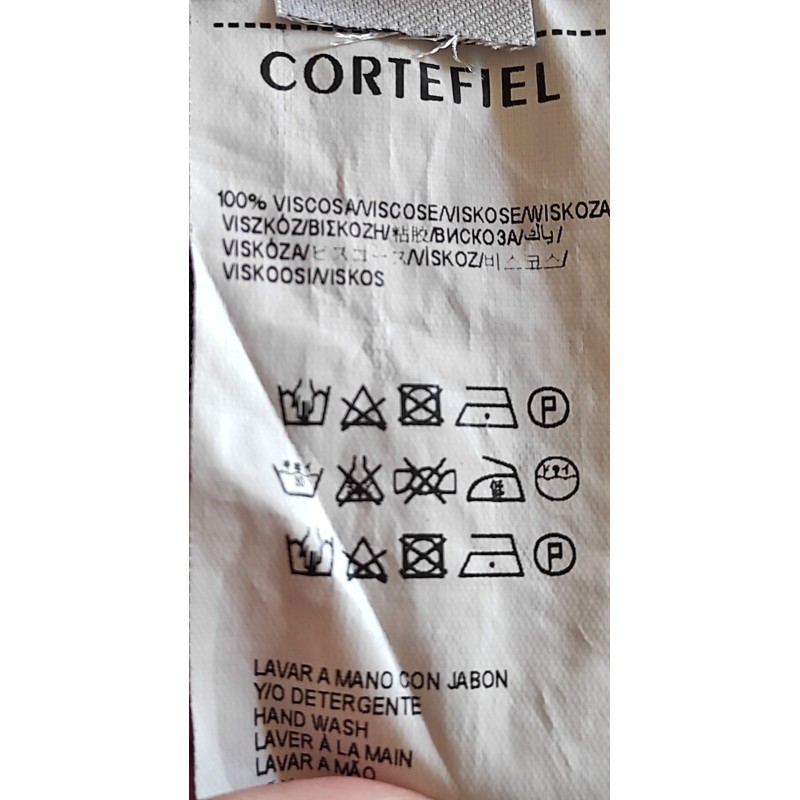 CORTEFIEL
100% VISCOSA/VISCOSE/VISKOSE/WISKOZA
VISZKÓZ/ΒΙΣΚΟΖΗ/粘胶/ВИСКОЗА/
VISKÓZA/ビスコース/VİSKOZ/비스코스/
VISKOOSI/VISKOS
P
P
LAVAR A MANO CON JABON
Y/O DETERGENTE
HAND WASH
LAVER À LA MAIN
LAVAR A MÃO